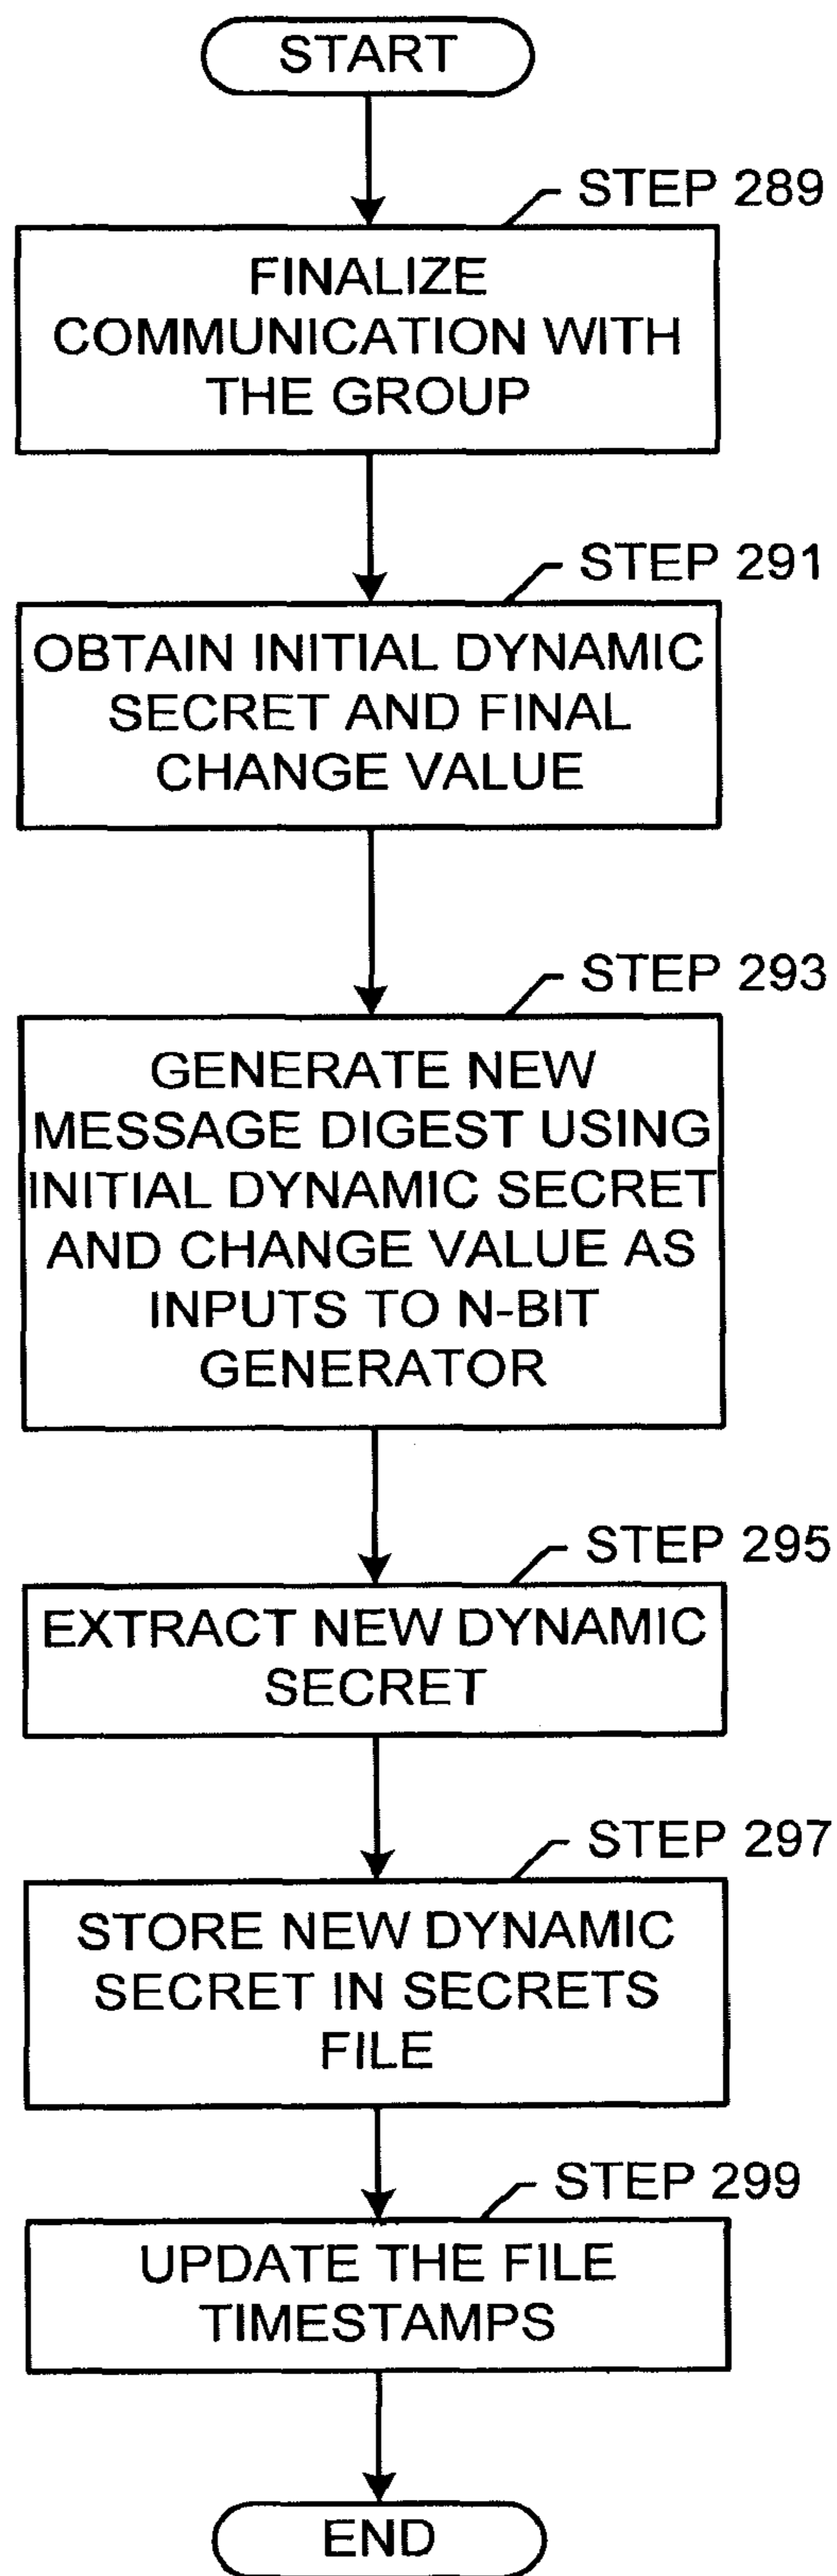 START
STEP 289
FINALIZE
COMMUNICATION WITH
THE GROUP
STEP 291
OBTAIN INITIAL DYNAMIC
SECRET AND FINAL
CHANGE VALUE
STEP 293
GENERATE NEW
MESSAGE DIGEST USING
INITIAL DYNAMIC SECRET
AND CHANGE VALUE AS
INPUTS TO N-BIT
GENERATOR
STEP 295
EXTRACT NEW DYNAMIC
SECRET
STEP 297
STORE NEW DYNAMIC
SECRET IN SECRETS
FILE
STEP 299
UPDATE THE FILE
TIMESTAMPS
END